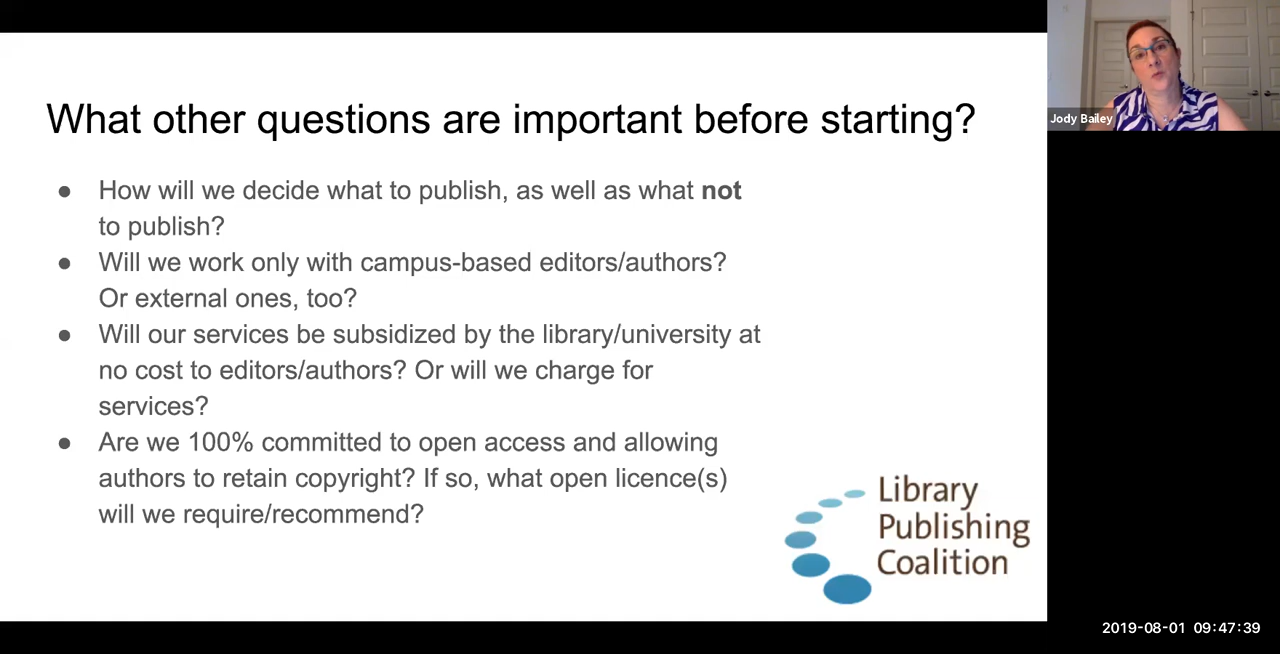 What other questions are important before starting?
● How will we decide what to publish, as well as what not
to publish?
● Will we work only with campus-based editors/authors?
Or external ones, too?
● Will our services be subsidized by the library/university at
no cost to editors/authors? Or will we charge for
services?
● Are we 100% committed to open access and allowing
authors to retain copyright? If so, what open licence(s)
will we require/recommend?
Library
Publishing
Coalition
Jody Bailey
2019-08-01 09:47:39